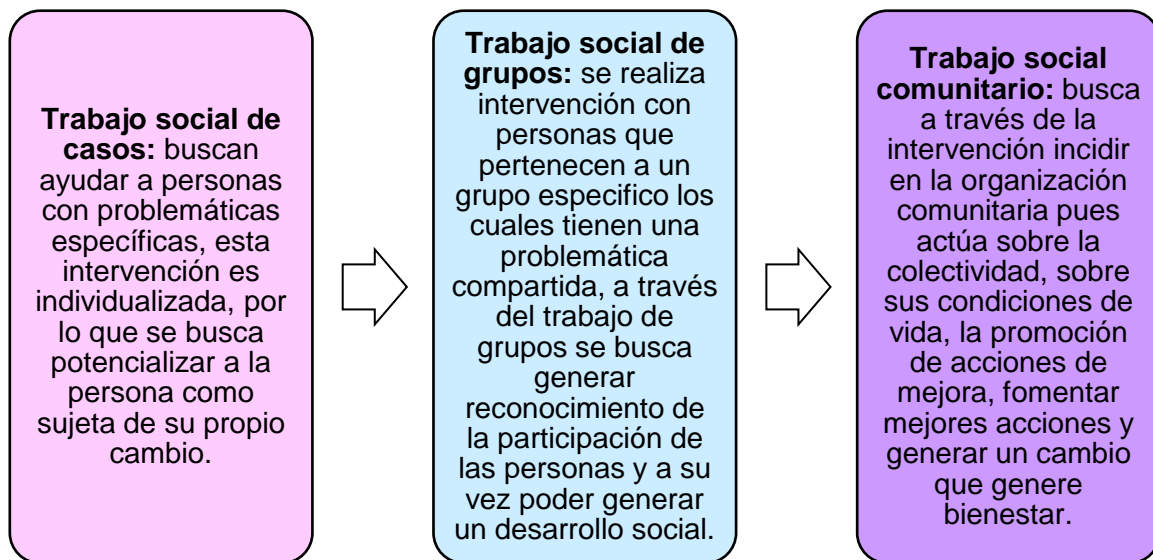 Trabajo social de
casos: buscan
ayudar a personas
con problemáticas
específicas, esta
intervención es
individualizada, por
lo que se busca
potencializar a la
persona como
sujeta de su propio
cambio.
Trabajo social de
grupos: se realiza
intervención con
personas que
pertenecen a un
grupo especifico los
cuales tienen una
problemática
compartida, a través
del trabajo de
grupos se busca
generar
reconocimiento de
la participación de
las personas y a su
vez poder generar
un desarrollo social.
Trabajo social
comunitario: busca
a través de la
intervención incidir
en la organización
comunitaria pues
actúa sobre la
colectividad, sobre
sus condiciones de
vida, la promoción
de acciones de
mejora, fomentar
mejores acciones y
generar un cambio
que genere
bienestar.